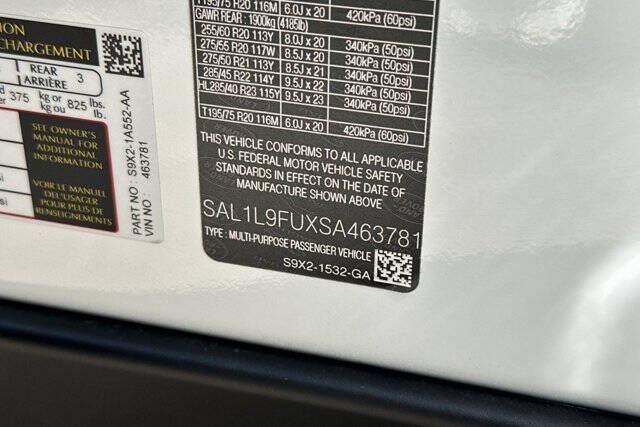 ION
CHARGEMENT
REAR 3
ARRIÈRE
375 kg or 825 lbs.
kg ou lb.
SEE OWNER'S
MANUAL FOR
ADDITIONAL
INFORMATION
VOIR LE MANUEL
DE L'USAGER
POUR PLUS DE
RENSEIGNEMENTS
PART NO : S9X2-1A552-AA
VIN NO : 463781
T195/75 R20 116M 6.0J x 20 420kPa (60psi)
GAWR REAR : 1900kg (4185lb)
255/60 R20 113Y 8.0J x 20 340kPa (50psi)
275/55 R20 117W 8.0J x 20 340kPa (50psi)
275/50 R21 113Y 8.5J x 21 340kPa (50psi)
285/45 R22 114Y 9.5J x 22 340kPa (50psi)
HL285/40 R23 115Y 9.5J x 23 340kPa (50psi)
T195/75 R20 116M 6.0J x 20 420kPa (60psi)
THIS VEHICLE CONFORMS TO ALL APPLICABLE
U.S. FEDERAL MOTOR VEHICLE SAFETY
STANDARDS IN EFFECT ON THE DATE OF
MANUFACTURE SHOWN ABOVE
SAL1L9FUXSA463781
TYPE : MULTI-PURPOSE PASSENGER VEHICLE
S9X2-1532-GA